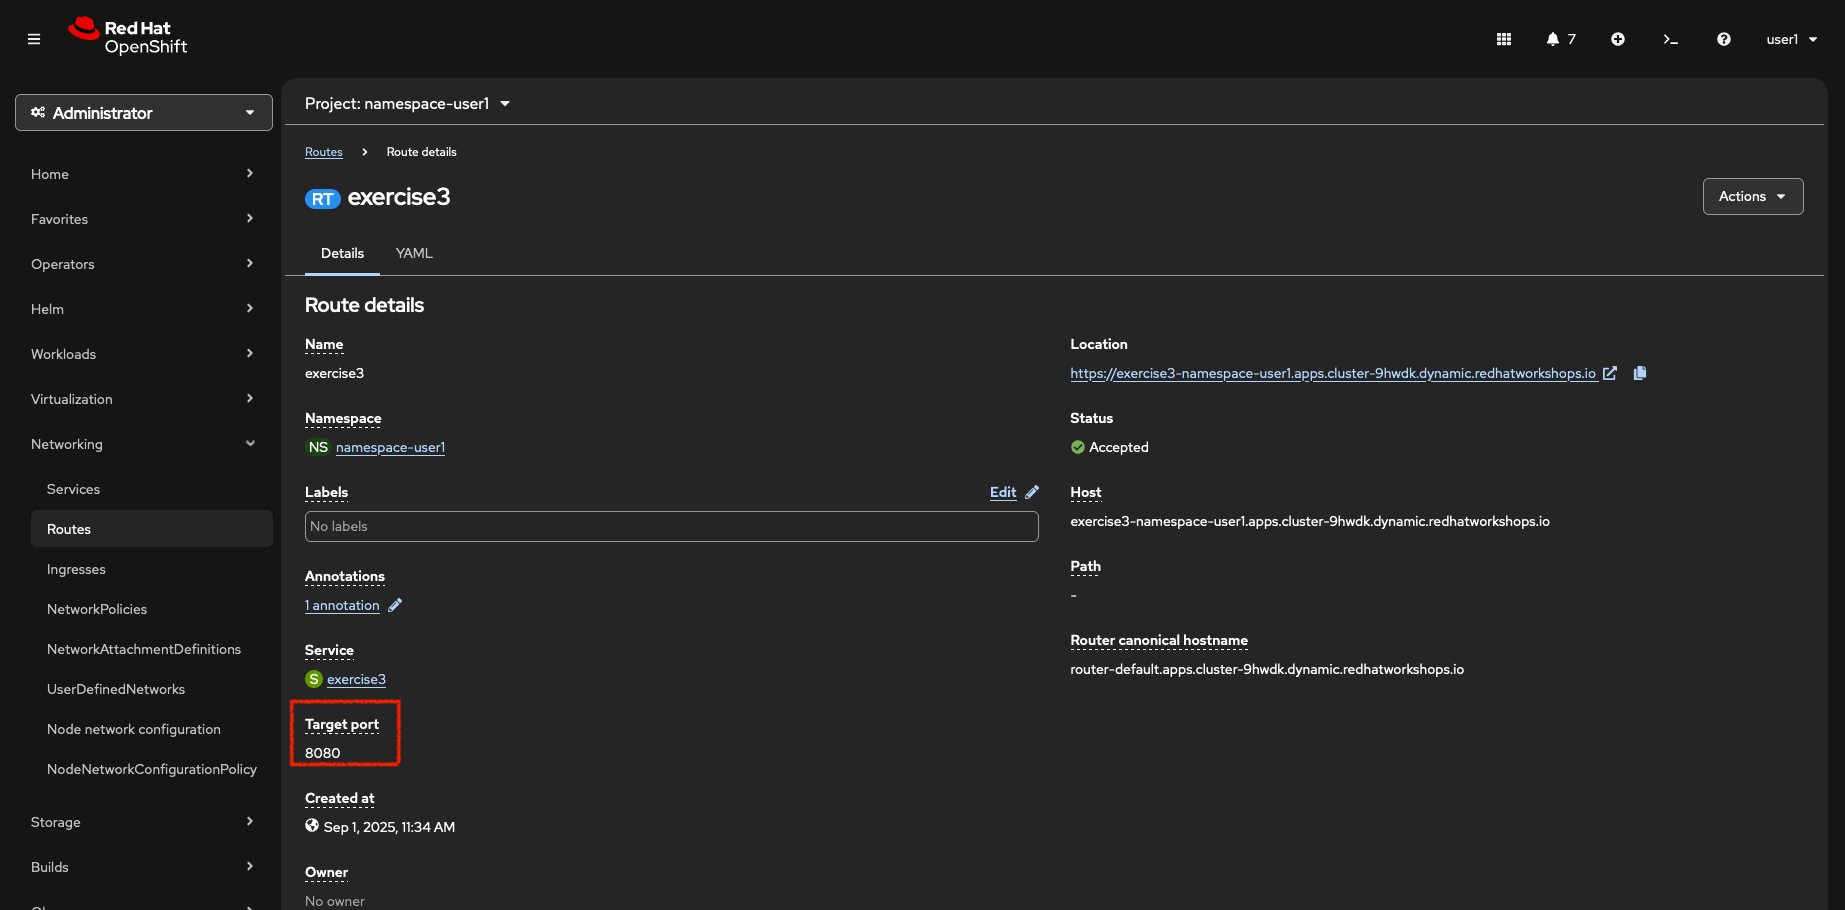 Red Hat
OpenShift
7
user1
Administrator
Home
Favorites
Operators
Helm
Workloads
Virtualization
Networking
Services
Routes
Ingresses
NetworkPolicies
NetworkAttachmentDefinitions
UserDefinedNetworks
Node network configuration
NodeNetworkConfigurationPolicy
Storage
Builds
Project: namespace-user1
Routes > Route details
RT exercise3
Actions
Details YAML
Route details
Name
exercise3
Namespace
NS namespace-user1
Labels
Edit
No labels
Annotations
1 annotation
Service
S exercise3
Target port
8080
Created at
Sep 1, 2025, 11:34 AM
Owner
No owner
Location
https://exercise3-namespace-user1.apps.cluster-9hwdk.dynamic.redhatworkshops.io
Status
Accepted
Host
exercise3-namespace-user1.apps.cluster-9hwdk.dynamic.redhatworkshops.io
Path
-
Router canonical hostname
router-default.apps.cluster-9hwdk.dynamic.redhatworkshops.io